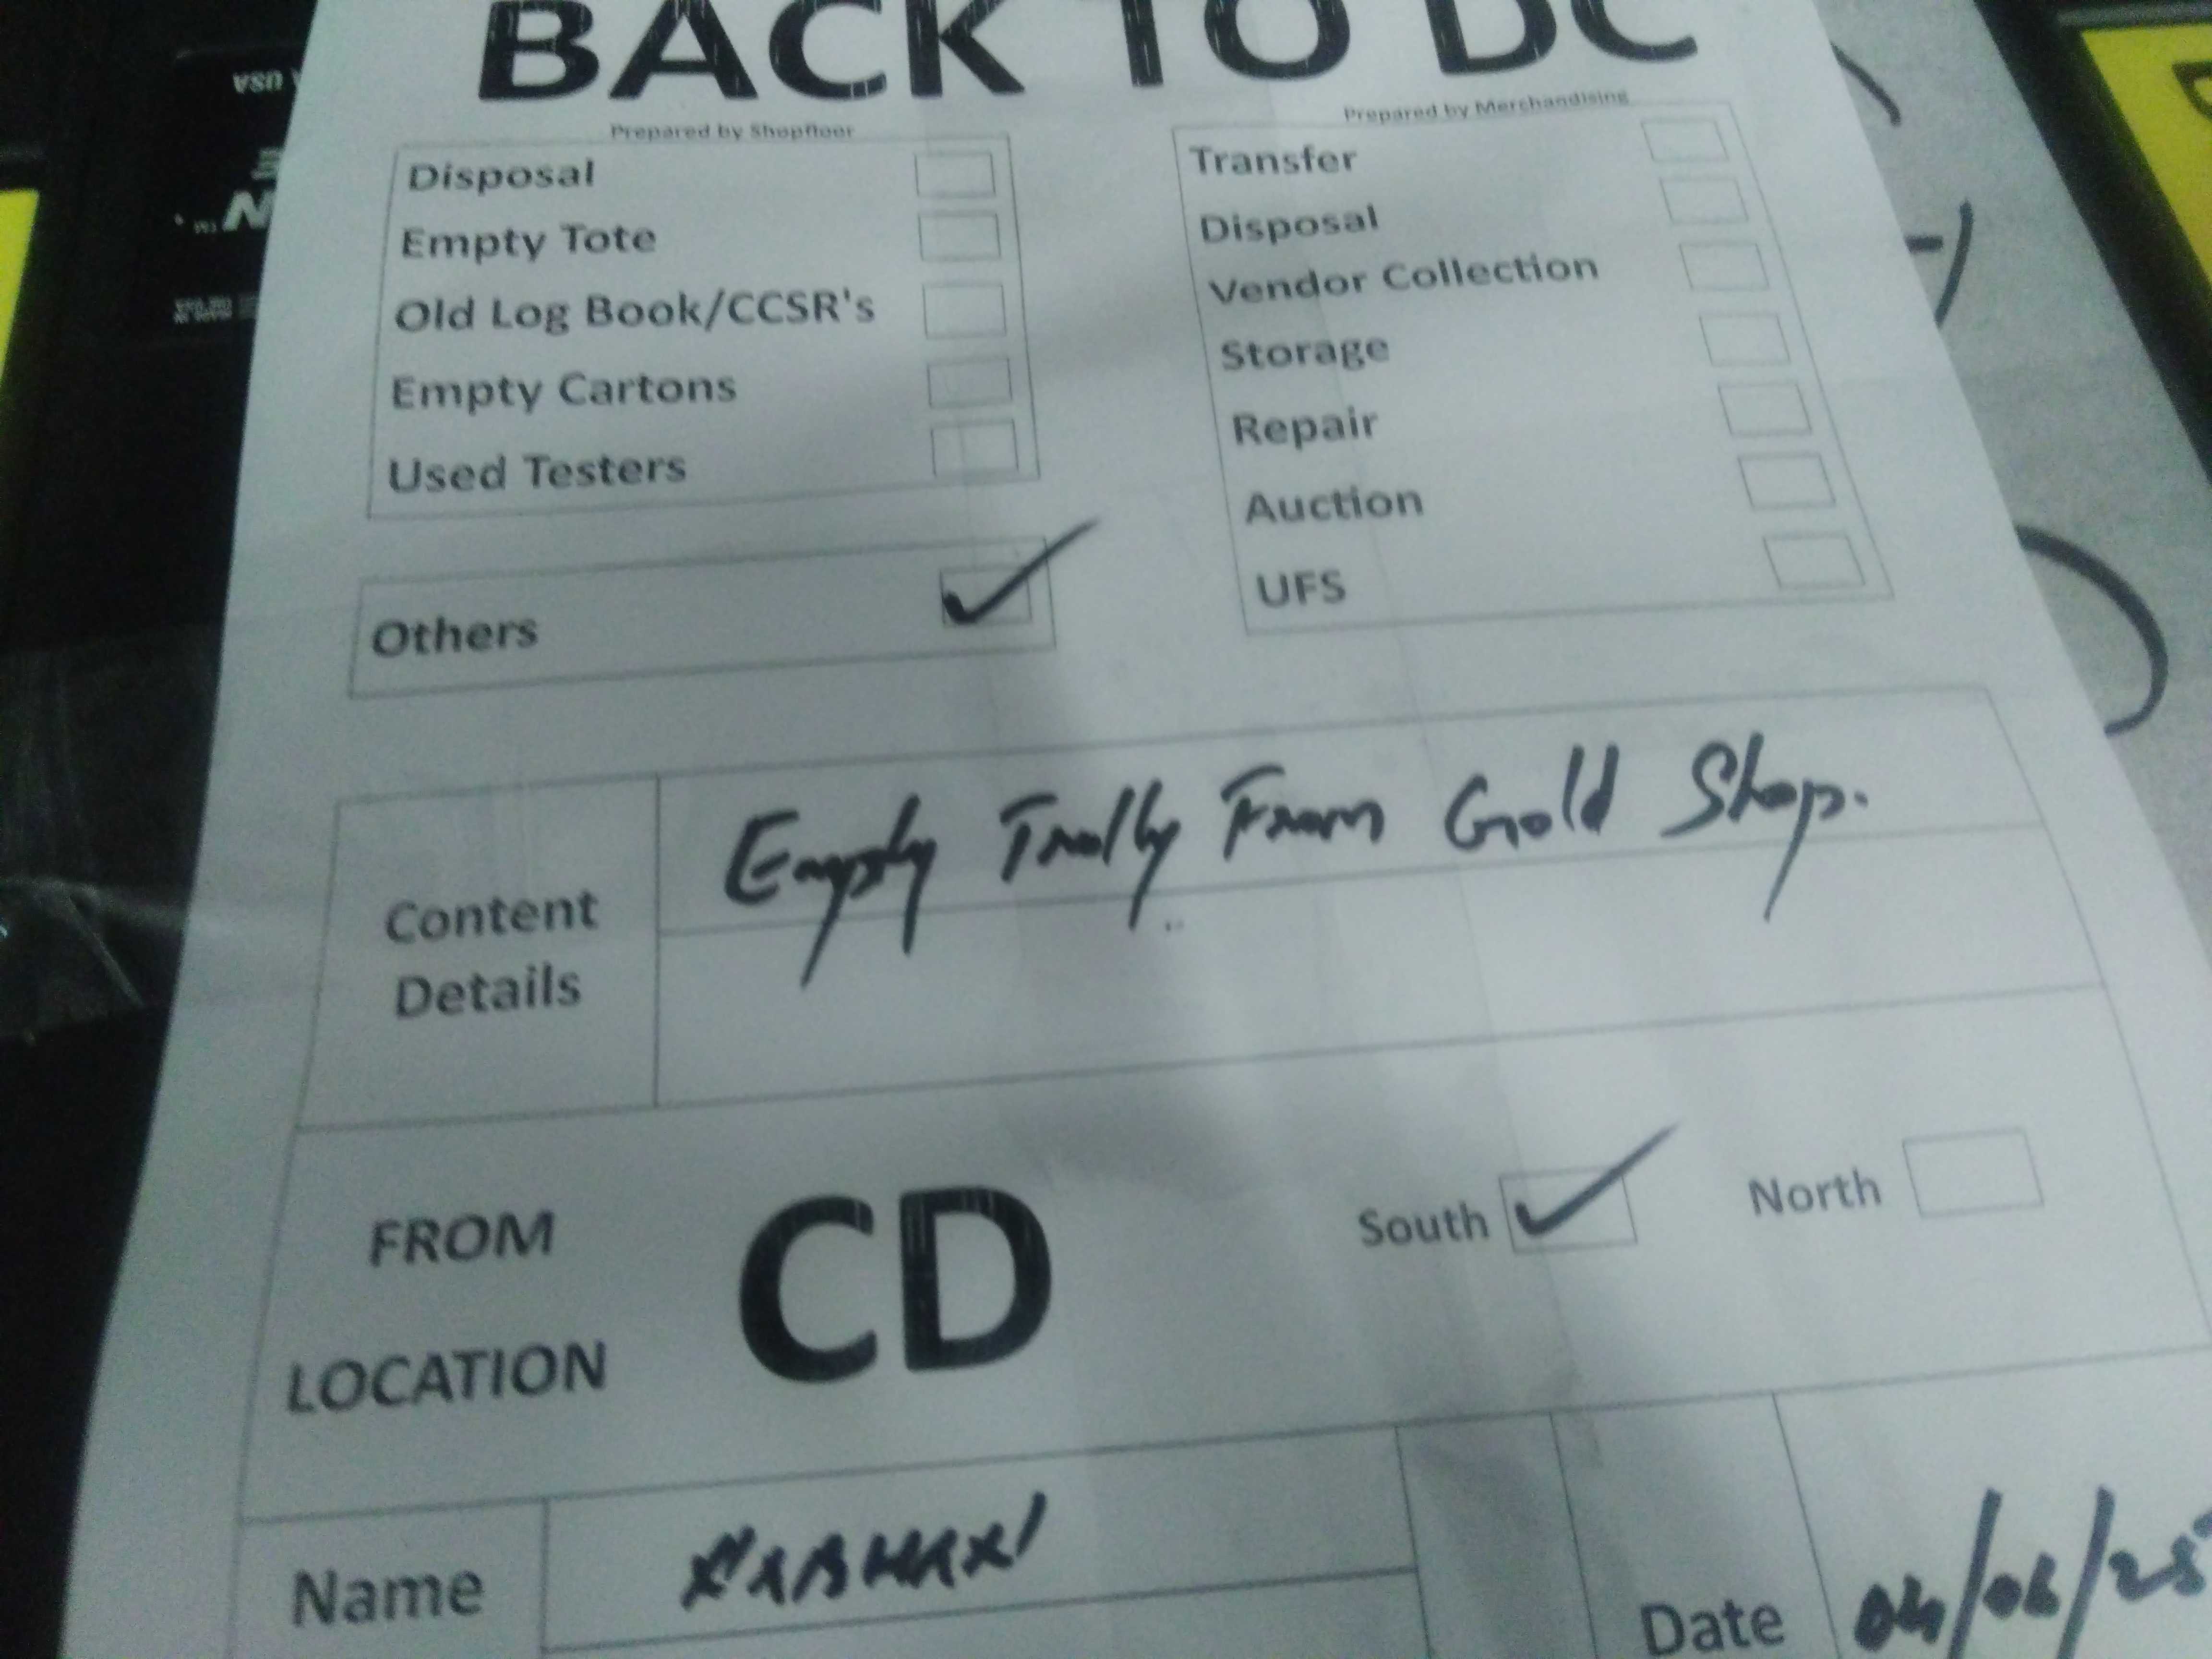 BACK TO DC
Prepared by Shopfloor
Disposal
Empty Tote
Old Log Book/CCSR's
Empty Cartons
Used Testers
Others
Prepared by Merchandising
Transfer
Disposal
Vendor Collection
Storage
Repair
Auction
UFS
Content Details
Empty Trolly From Gold Shop.
FROM LOCATION
CD
South
North
Name
Date
04/06/25
USA